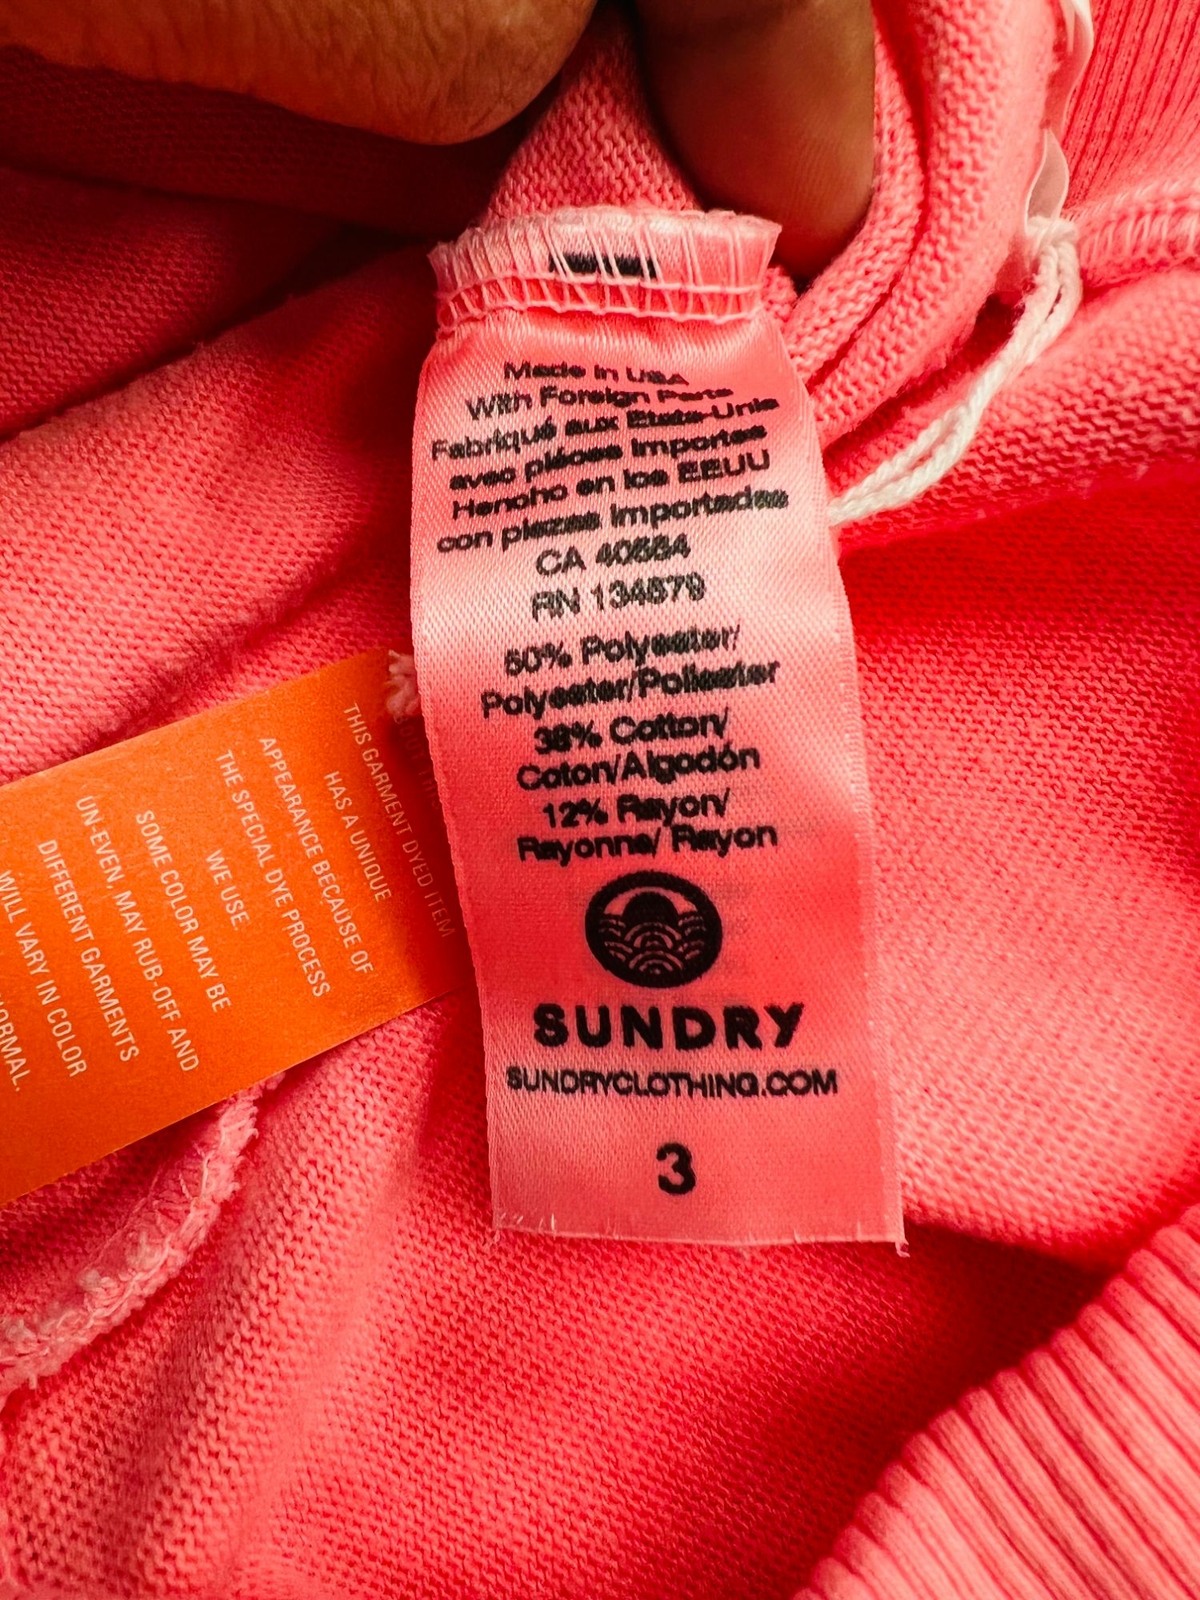 Made in USA
With Foreign Parts
Fabriqué aux Etats-Unis
avec piéces importes
Hencho en los EEUU
con piezas importadas
CA 40554
RN 134579
50% Polyester/
Polyester/Poliester
38% Cotton/
Coton/Algodón
12% Rayon/
Rayonne/ Rayon
SUNDRY
SUNDRYCLOTHING.COM
3
THIS GARMENT DYED ITEM
HAS A UNIQUE
APPEARANCE BECAUSE OF
THE SPECIAL DYE PROCESS
WE USE.
SOME COLOR MAY BE
UN-EVEN, MAY RUB-OFF AND
DIFFERENT GARMENTS
WILL VARY IN COLOR